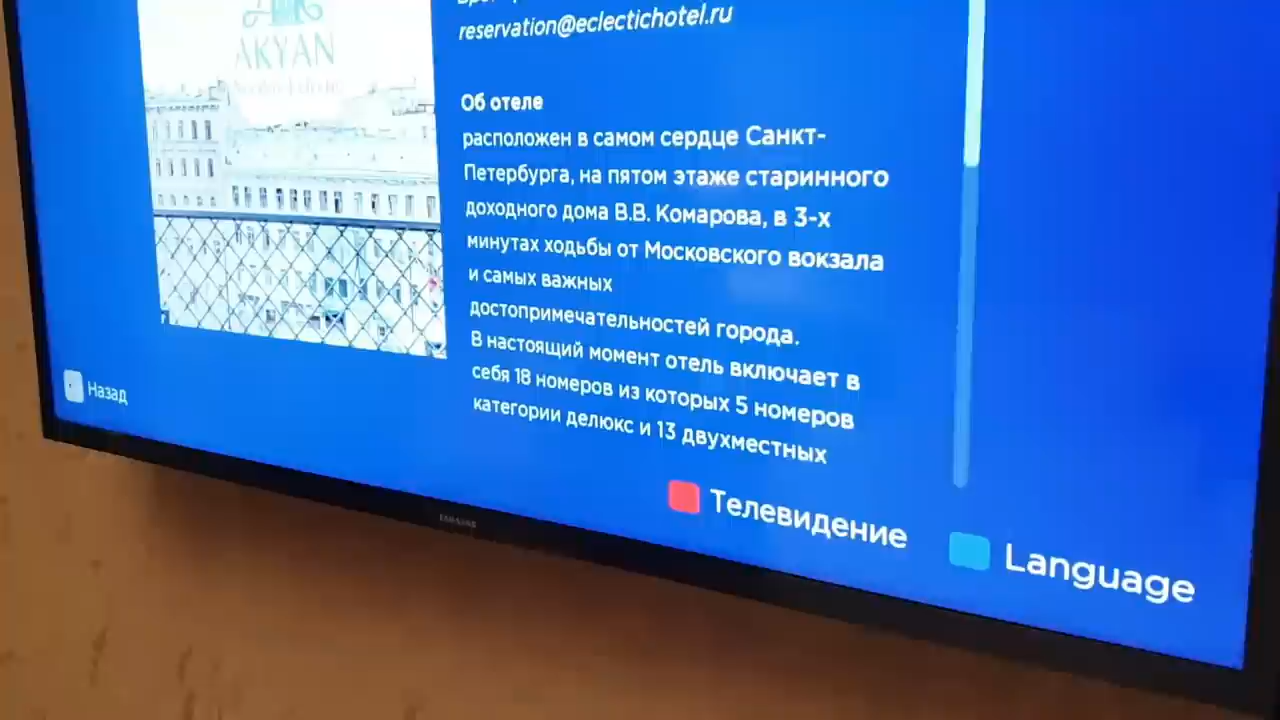 AKYAN
reservation@eclectichotel.ru
Об отеле
расположен в самом сердце Санкт-
Петербурга, на пятом этаже старинного
доходного дома В.В. Комарова, в 3-х
минутах ходьбы от Московского вокзала
и самых важных
достопримечательностей города.
В настоящий момент отель включает в
себя 18 номеров из которых 5 номеров
категории делюкс и 13 двухместных
Назад
Телевидение
Language
SAMSUNG